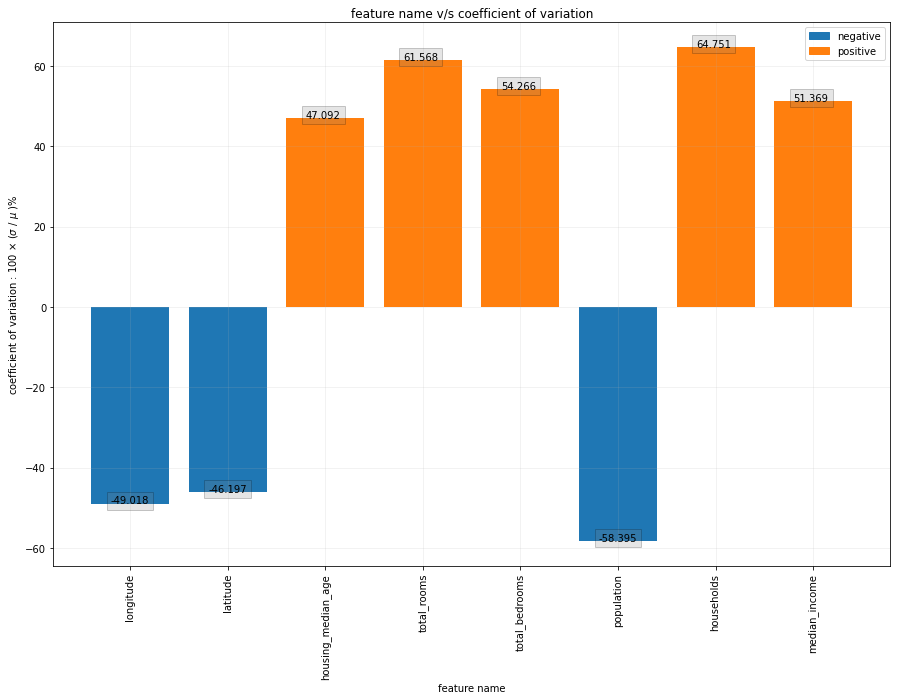 feature name v/s coefficient of variation
negative
positive
64.751
61.568
54.266
51.369
47.092
-46.197
-49.018
-58.395
60
40
20
0
−20
−40
−60
coefficient of variation : 100 × (σ / μ )%
longitude
latitude
housing_median_age
total_rooms
total_bedrooms
population
households
median_income
feature name